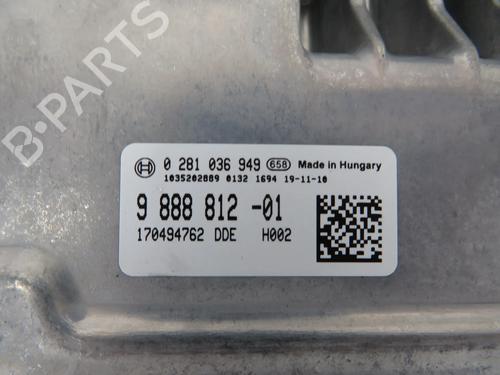 B-PARTS
0 281 036 949 658 Made in Hungary
1035202889 0132 1694 19-11-10
9 888 812 -01
170494762 DDE H002